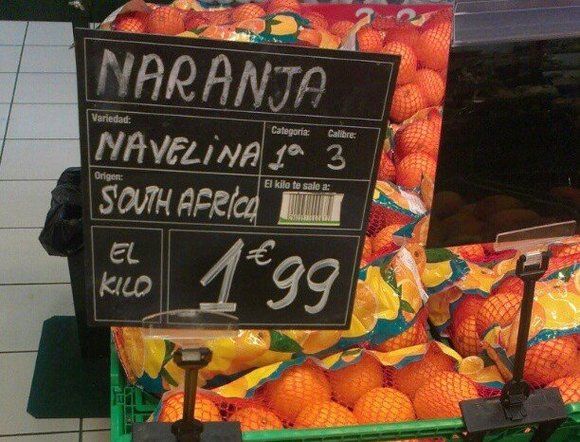 NARANJA
Variedad:
NAVELINA
Categoría: Calibre:
1ª 3
Origen:
SOUTH AFRICA
El kilo te sale a:
EL KILO
1€99